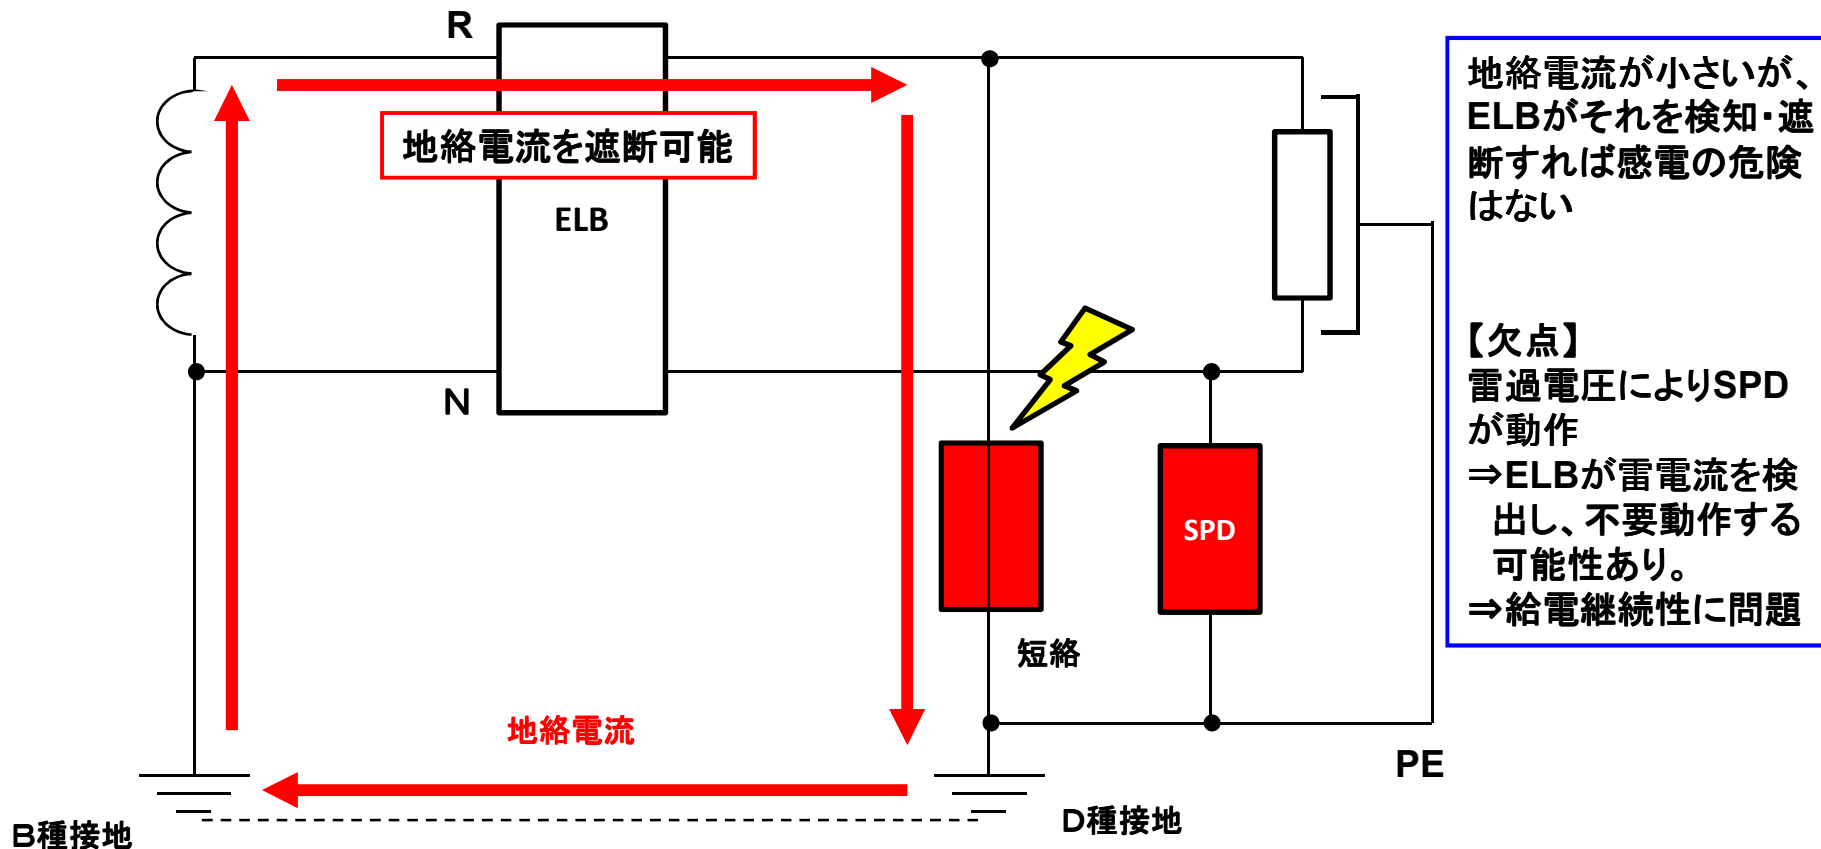 R
地絡電流を遮断可能
ELB
N
SPD
短絡
地絡電流
PE
B種接地
D種接地
地絡電流が小さいが、
ELBがそれを検知・遮
断すれば感電の危険
はない
【欠点】
雷過電圧によりSPD
が動作
⇒ELBが雷電流を検
出し、不要動作する
可能性あり。
⇒給電継続性に問題